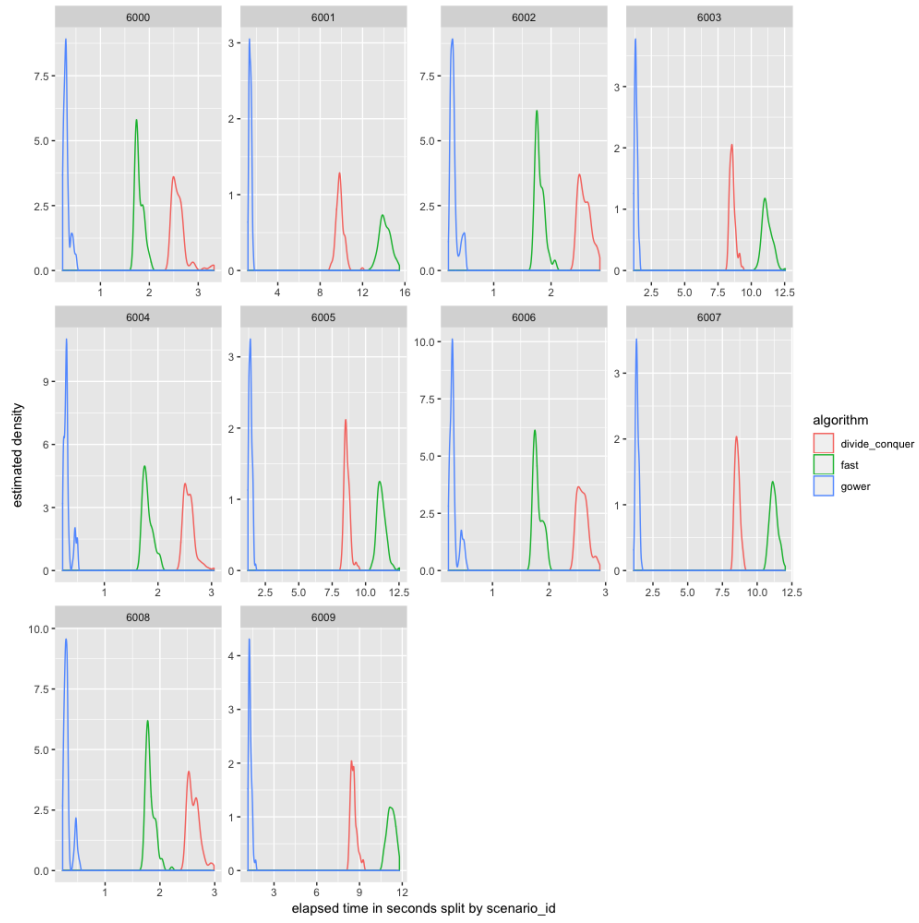 6000 6001 6002 6003
7.5 5.0 2.5 0.0
3 2 1 0
7.5 5.0 2.5 0.0
3 2 1 0
1 2 3
4 8 12 16
1 2
2.5 5.0 7.5 10.0 12.5
6004 6005 6006 6007
9 6 3 0
3 2 1 0
10.0 7.5 5.0 2.5 0.0
3 2 1 0
1 2 3
2.5 5.0 7.5 10.0 12.5
1 2
2.5 5.0 7.5 10.0 12.5
6008 6009
10.0 7.5 5.0 2.5 0.0
4 3 2 1 0
1 2 3
3 6 9 12
estimated density
elapsed time in seconds split by scenario_id
algorithm
divide_conquer
fast
gower